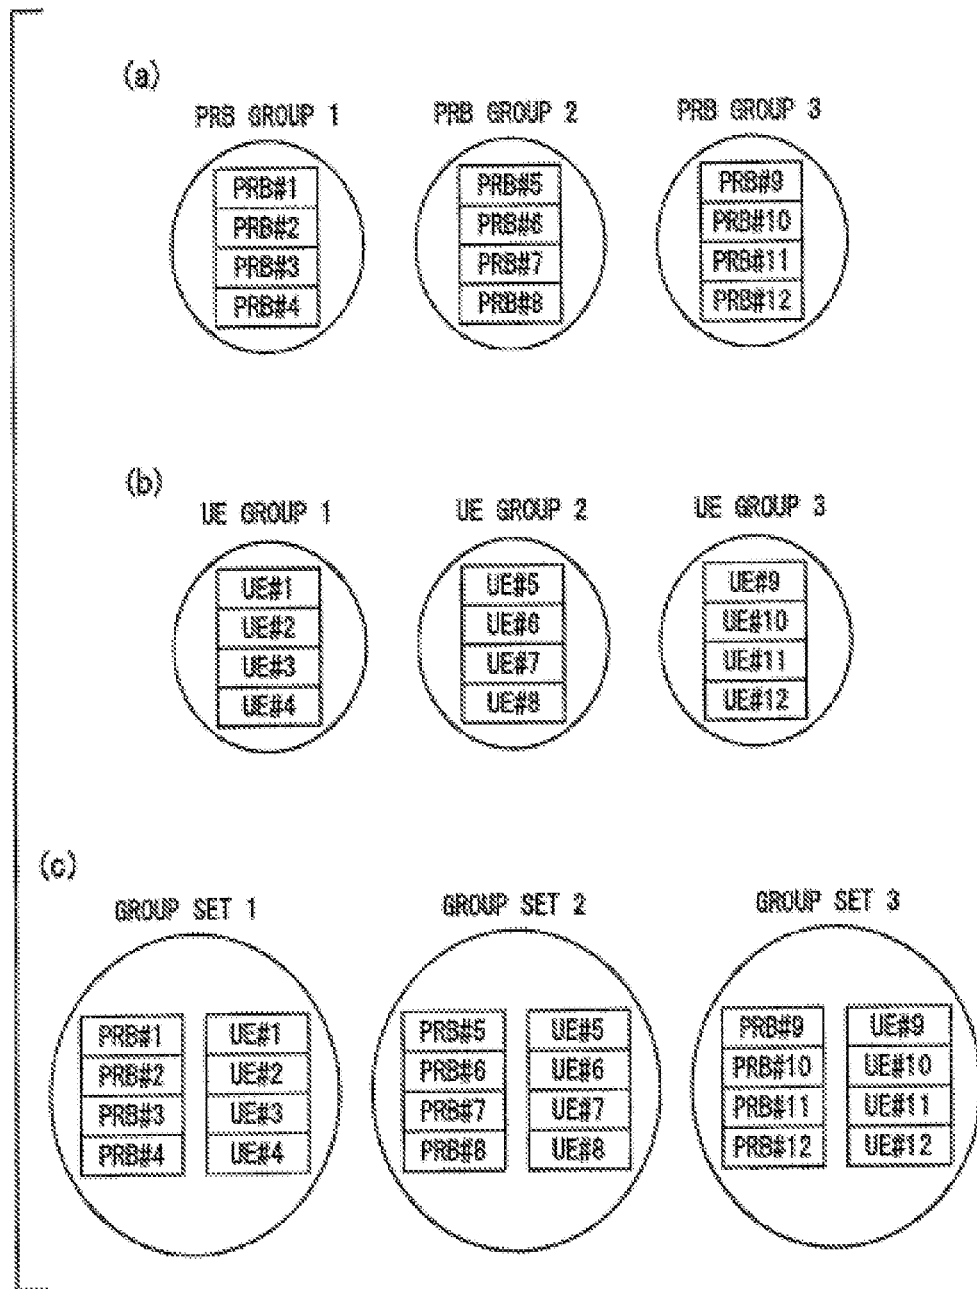 (a)
PRB GROUP 1 PRB GROUP 2 PRB GROUP 3
PRB#1 PRB#5 PRB#9
PRB#2 PRB#6 PRB#10
PRB#3 PRB#7 PRB#11
PRB#4 PRB#8 PRB#12
(b)
UE GROUP 1 UE GROUP 2 UE GROUP 3
UE#1 UE#5 UE#9
UE#2 UE#6 UE#10
UE#3 UE#7 UE#11
UE#4 UE#8 UE#12
(c)
GROUP SET 1 GROUP SET 2 GROUP SET 3
PRB#1 UE#1 PRB#5 UE#5 PRB#9 UE#9
PRB#2 UE#2 PRB#6 UE#6 PRB#10 UE#10
PRB#3 UE#3 PRB#7 UE#7 PRB#11 UE#11
PRB#4 UE#4 PRB#8 UE#8 PRB#12 UE#12